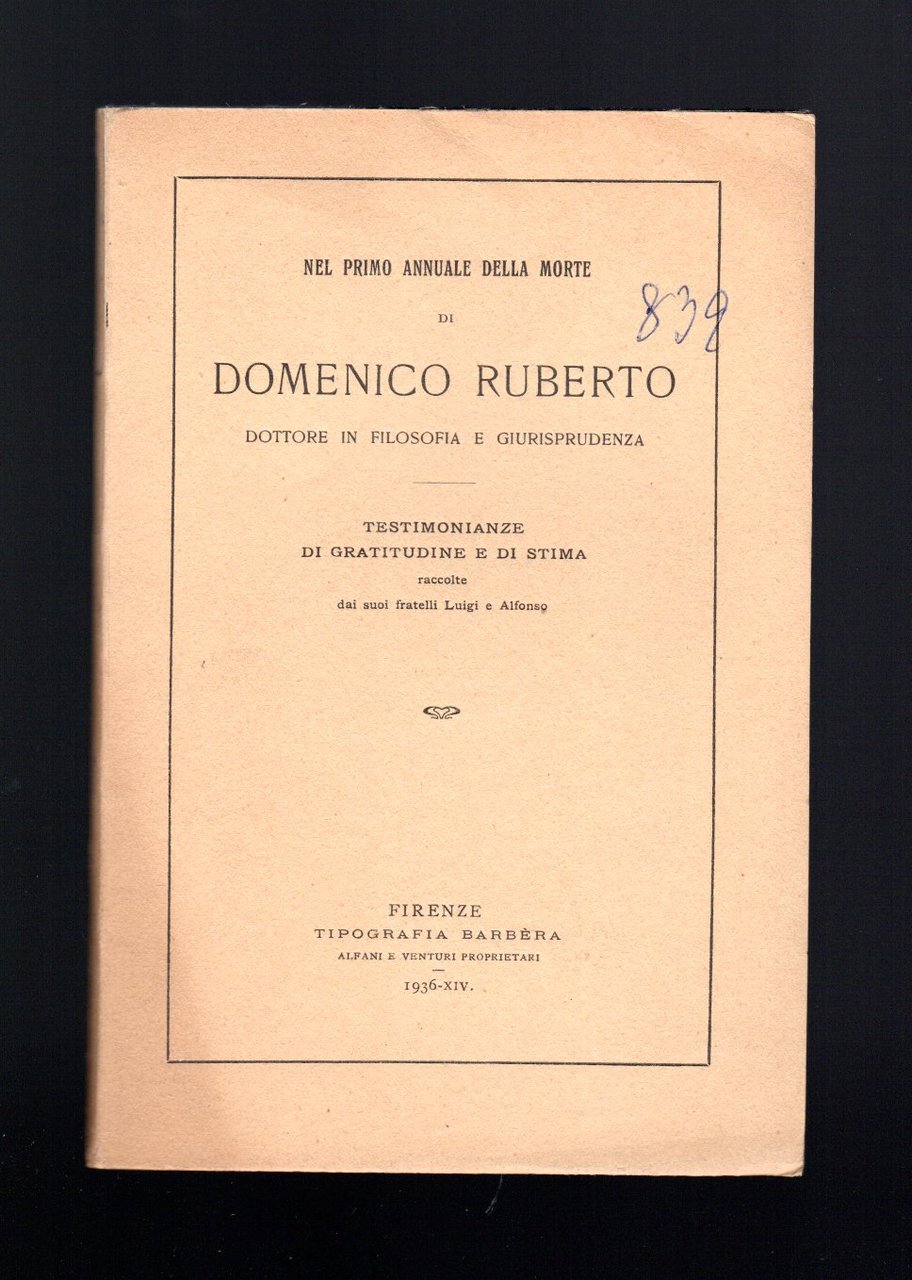 NEL PRIMO ANNUALE DELLA MORTE
839
DI
DOMENICO RUBERTO
DOTTORE IN FILOSOFIA E GIURISPRUDENZA
TESTIMONIANZE
DI GRATITUDINE E DI STIMA
raccolte
dai suoi fratelli Luigi e Alfonso
FIRENZE
TIPOGRAFIA BARBÈRA
ALFANI E VENTURI PROPRIETARI
1936-XIV.